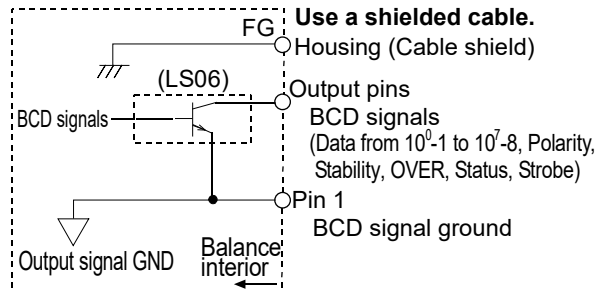 Use a shielded cable.
FG
Housing (Cable shield)
(LS06)
Output pins
BCD signals
BCD signals
(Data from 10⁰-1 to 10⁷-8, Polarity,
Stability, OVER, Status, Strobe)
Pin 1
BCD signal ground
Output signal GND
Balance
interior